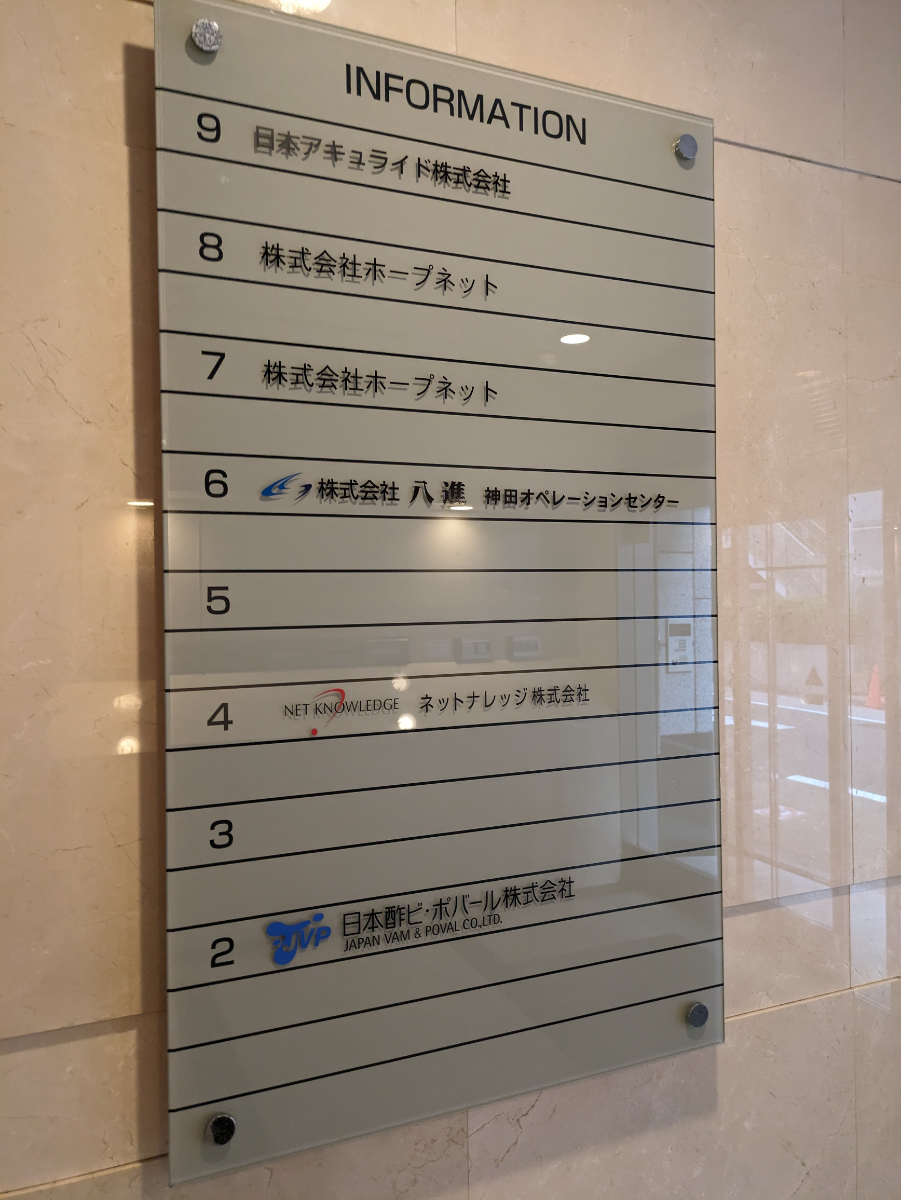 INFORMATION
9 日本アキュライド株式会社
8 株式会社ホープネット
7 株式会社ホープネット
6 株式会社 八進 神田オペレーションセンター
5
4 NET KNOWLEDGE ネットナレッジ株式会社
3
2 JVP 日本酢ビ・ポバール株式会社
JAPAN VAM & POVAL CO.,LTD.